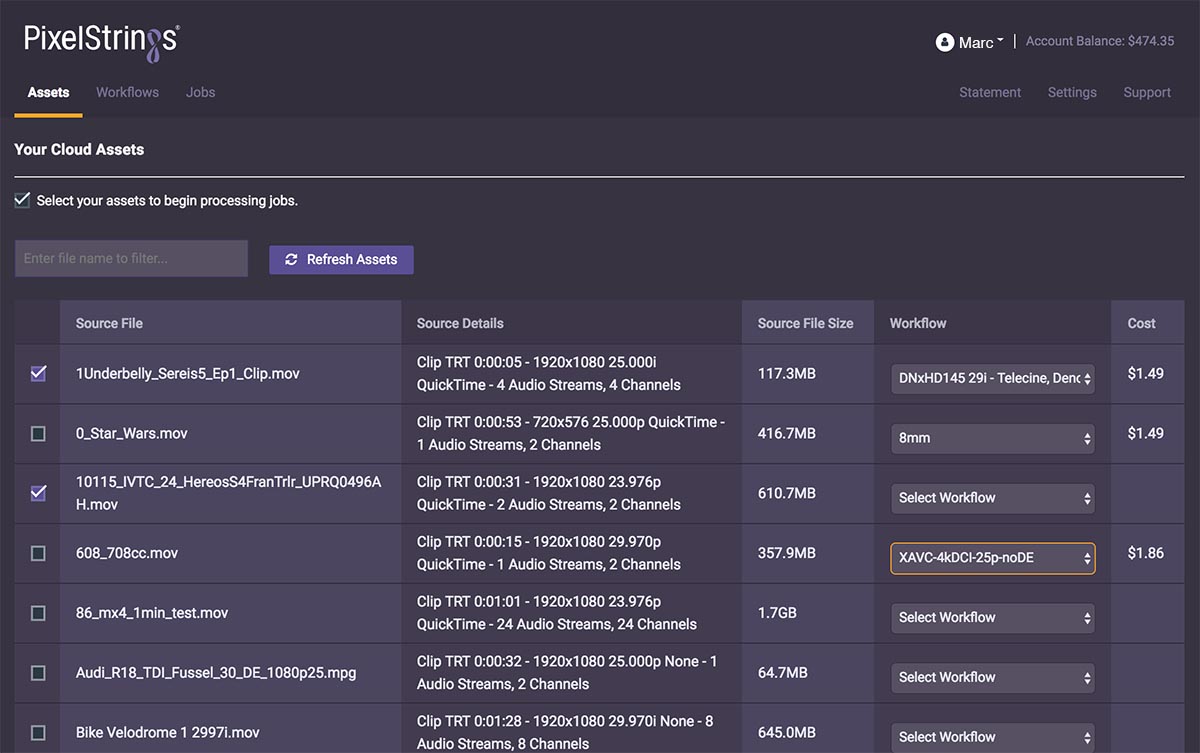 PixelStrings®
Marc
Account Balance: $474.35
Assets
Workflows
Jobs
Statement
Settings
Support
Your Cloud Assets
Select your assets to begin processing jobs.
Enter file name to filter...
Refresh Assets
Source File
Source Details
Source File Size
Workflow
Cost
1Underbelly_Sereis5_Ep1_Clip.mov
Clip TRT 0:00:05 - 1920x1080 25.000i
QuickTime - 4 Audio Streams, 4 Channels
117.3MB
DNxHD145 29i - Telecine, Denc
$1.49
0_Star_Wars.mov
Clip TRT 0:00:53 - 720x576 25.000p QuickTime -
1 Audio Streams, 2 Channels
416.7MB
8mm
$1.49
10115_IVTC_24_HereosS4FranTrlr_UPRQ0496A
H.mov
Clip TRT 0:00:31 - 1920x1080 23.976p
QuickTime - 2 Audio Streams, 2 Channels
610.7MB
Select Workflow
608_708cc.mov
Clip TRT 0:00:15 - 1920x1080 29.970p
QuickTime - 1 Audio Streams, 2 Channels
357.9MB
XAVC-4kDCI-25p-noDE
$1.86
86_mx4_1min_test.mov
Clip TRT 0:01:01 - 1920x1080 23.976p
QuickTime - 24 Audio Streams, 24 Channels
1.7GB
Select Workflow
Audi_R18_TDI_Fussel_30_DE_1080p25.mpg
Clip TRT 0:00:32 - 1920x1080 25.000p None - 1
Audio Streams, 2 Channels
64.7MB
Select Workflow
Bike Velodrome 1 2997i.mov
Clip TRT 0:01:28 - 1920x1080 29.970i None - 8
Audio Streams, 8 Channels
645.0MB
Select Workflow